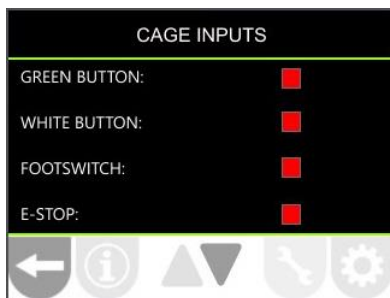 CAGE INPUTS
GREEN BUTTON:
WHITE BUTTON:
FOOTSWITCH:
E-STOP: